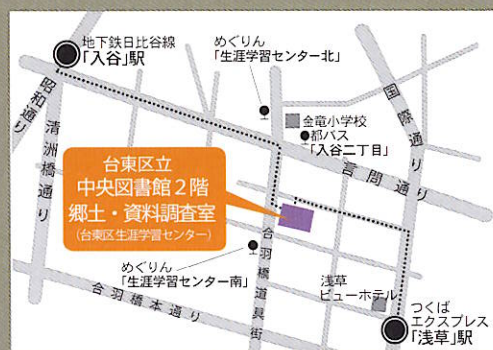 地下鉄日比谷線
「入谷」駅
めぐりん
「生涯学習センター北」
金竜小学校
都バス
「入谷二丁目」
国際通り
言問通り
昭和通り
清洲橋通り
台東区立
中央図書館2階
郷土・資料調査室
(台東区生涯学習センター)
めぐりん
「生涯学習センター南」
合羽橋道具街
合羽橋本通り
浅草
ビューホテル
つくば
エクスプレス
「浅草」駅